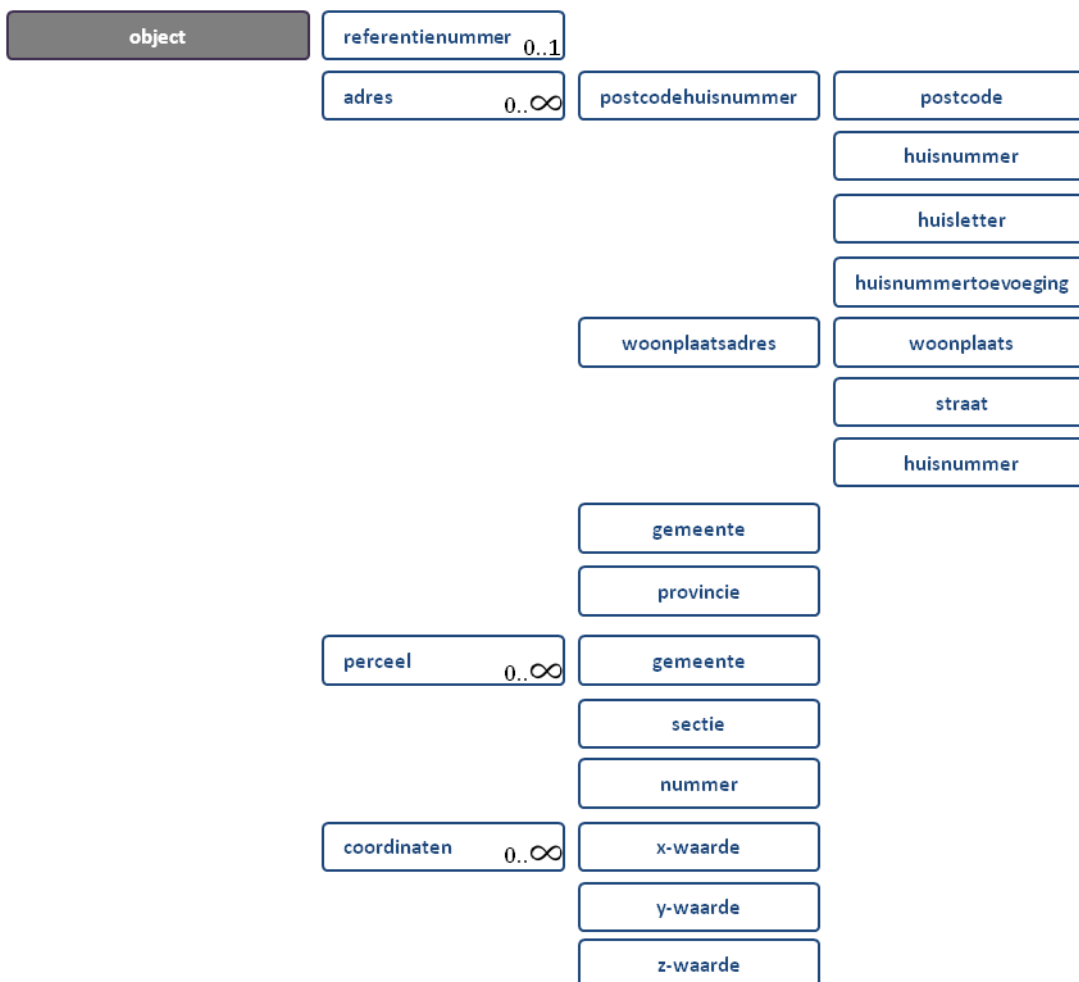 object
referentienummer 0..1
adres 0..∞
postcodehuisnummer
postcode
huisnummer
huisletter
huisnummertoevoeging
woonplaatsadres
woonplaats
straat
huisnummer
gemeente
provincie
perceel 0..∞
gemeente
sectie
nummer
coordinaten 0..∞
x-waarde
y-waarde
z-waarde